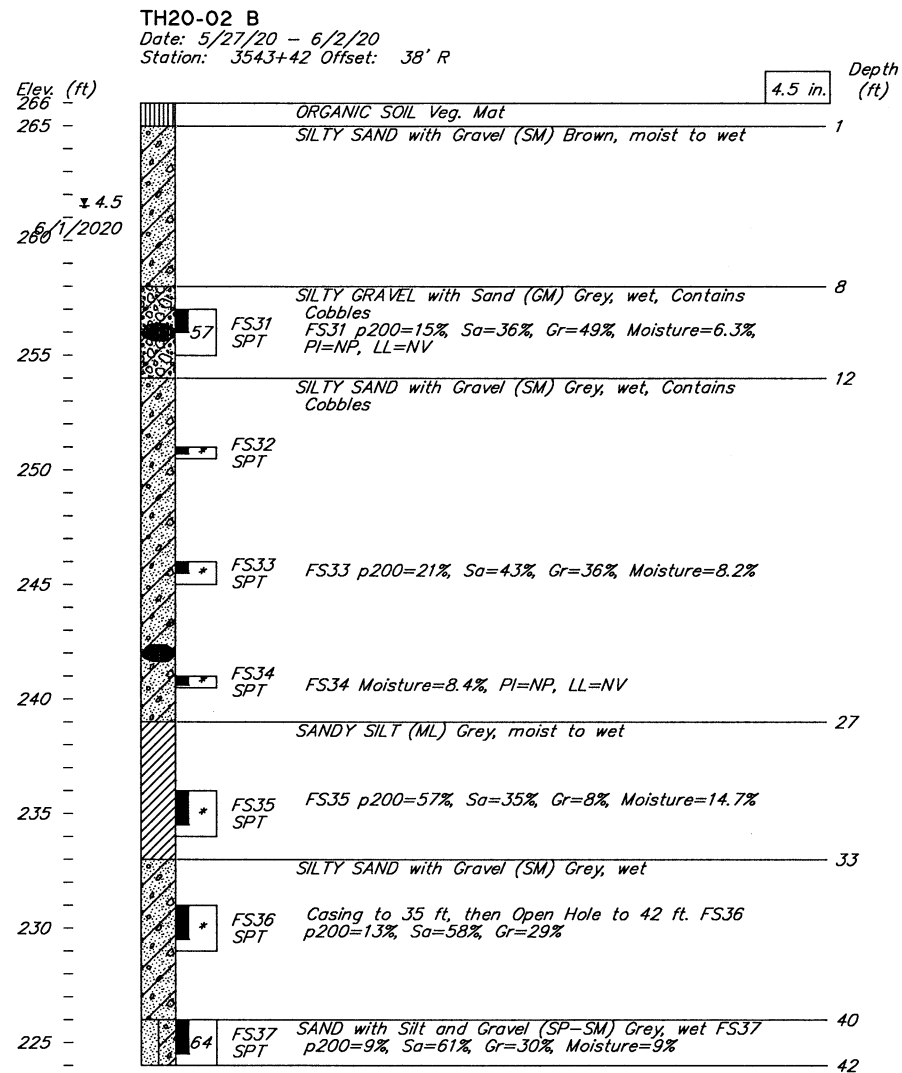 TH20-02 B
Date: 5/27/20 – 6/2/20
Station: 3543+42 Offset: 38' R
Elev. (ft)
4.5 in.
Depth
(ft)
266
ORGANIC SOIL Veg. Mat
265
1
SILTY SAND with Gravel (SM) Brown, moist to wet
4.5
6/1/2020
260
8
SILTY GRAVEL with Sand (GM) Grey, wet, Contains
Cobbles
57
FS31
SPT
FS31 p200=15%, Sa=36%, Gr=49%, Moisture=6.3%,
PI=NP, LL=NV
255
12
SILTY SAND with Gravel (SM) Grey, wet, Contains
Cobbles
*
FS32
SPT
250
*
FS33
SPT
FS33 p200=21%, Sa=43%, Gr=36%, Moisture=8.2%
245
*
FS34
SPT
FS34 Moisture=8.4%, PI=NP, LL=NV
240
27
SANDY SILT (ML) Grey, moist to wet
*
FS35
SPT
FS35 p200=57%, Sa=35%, Gr=8%, Moisture=14.7%
235
33
SILTY SAND with Gravel (SM) Grey, wet
*
FS36
SPT
Casing to 35 ft, then Open Hole to 42 ft. FS36
p200=13%, Sa=58%, Gr=29%
230
40
64
FS37
SPT
SAND with Silt and Gravel (SP-SM) Grey, wet FS37
p200=9%, Sa=61%, Gr=30%, Moisture=9%
225
42